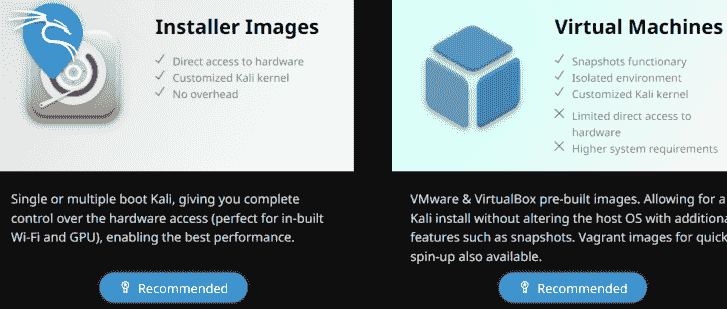 Installer Images
Direct access to hardware
Customized Kali kernel
No overhead
Single or multiple boot Kali, giving you complete
control over the hardware access (perfect for in-built
Wi-Fi and GPU), enabling the best performance.
Recommended
Virtual Machines
Snapshots functionary
Isolated environment
Customized Kali kernel
Limited direct access to
hardware
Higher system requirements
VMware & VirtualBox pre-built images. Allowing for a
Kali install without altering the host OS with additiona
features such as snapshots. Vagrant images for quick
spin-up also available.
Recommended